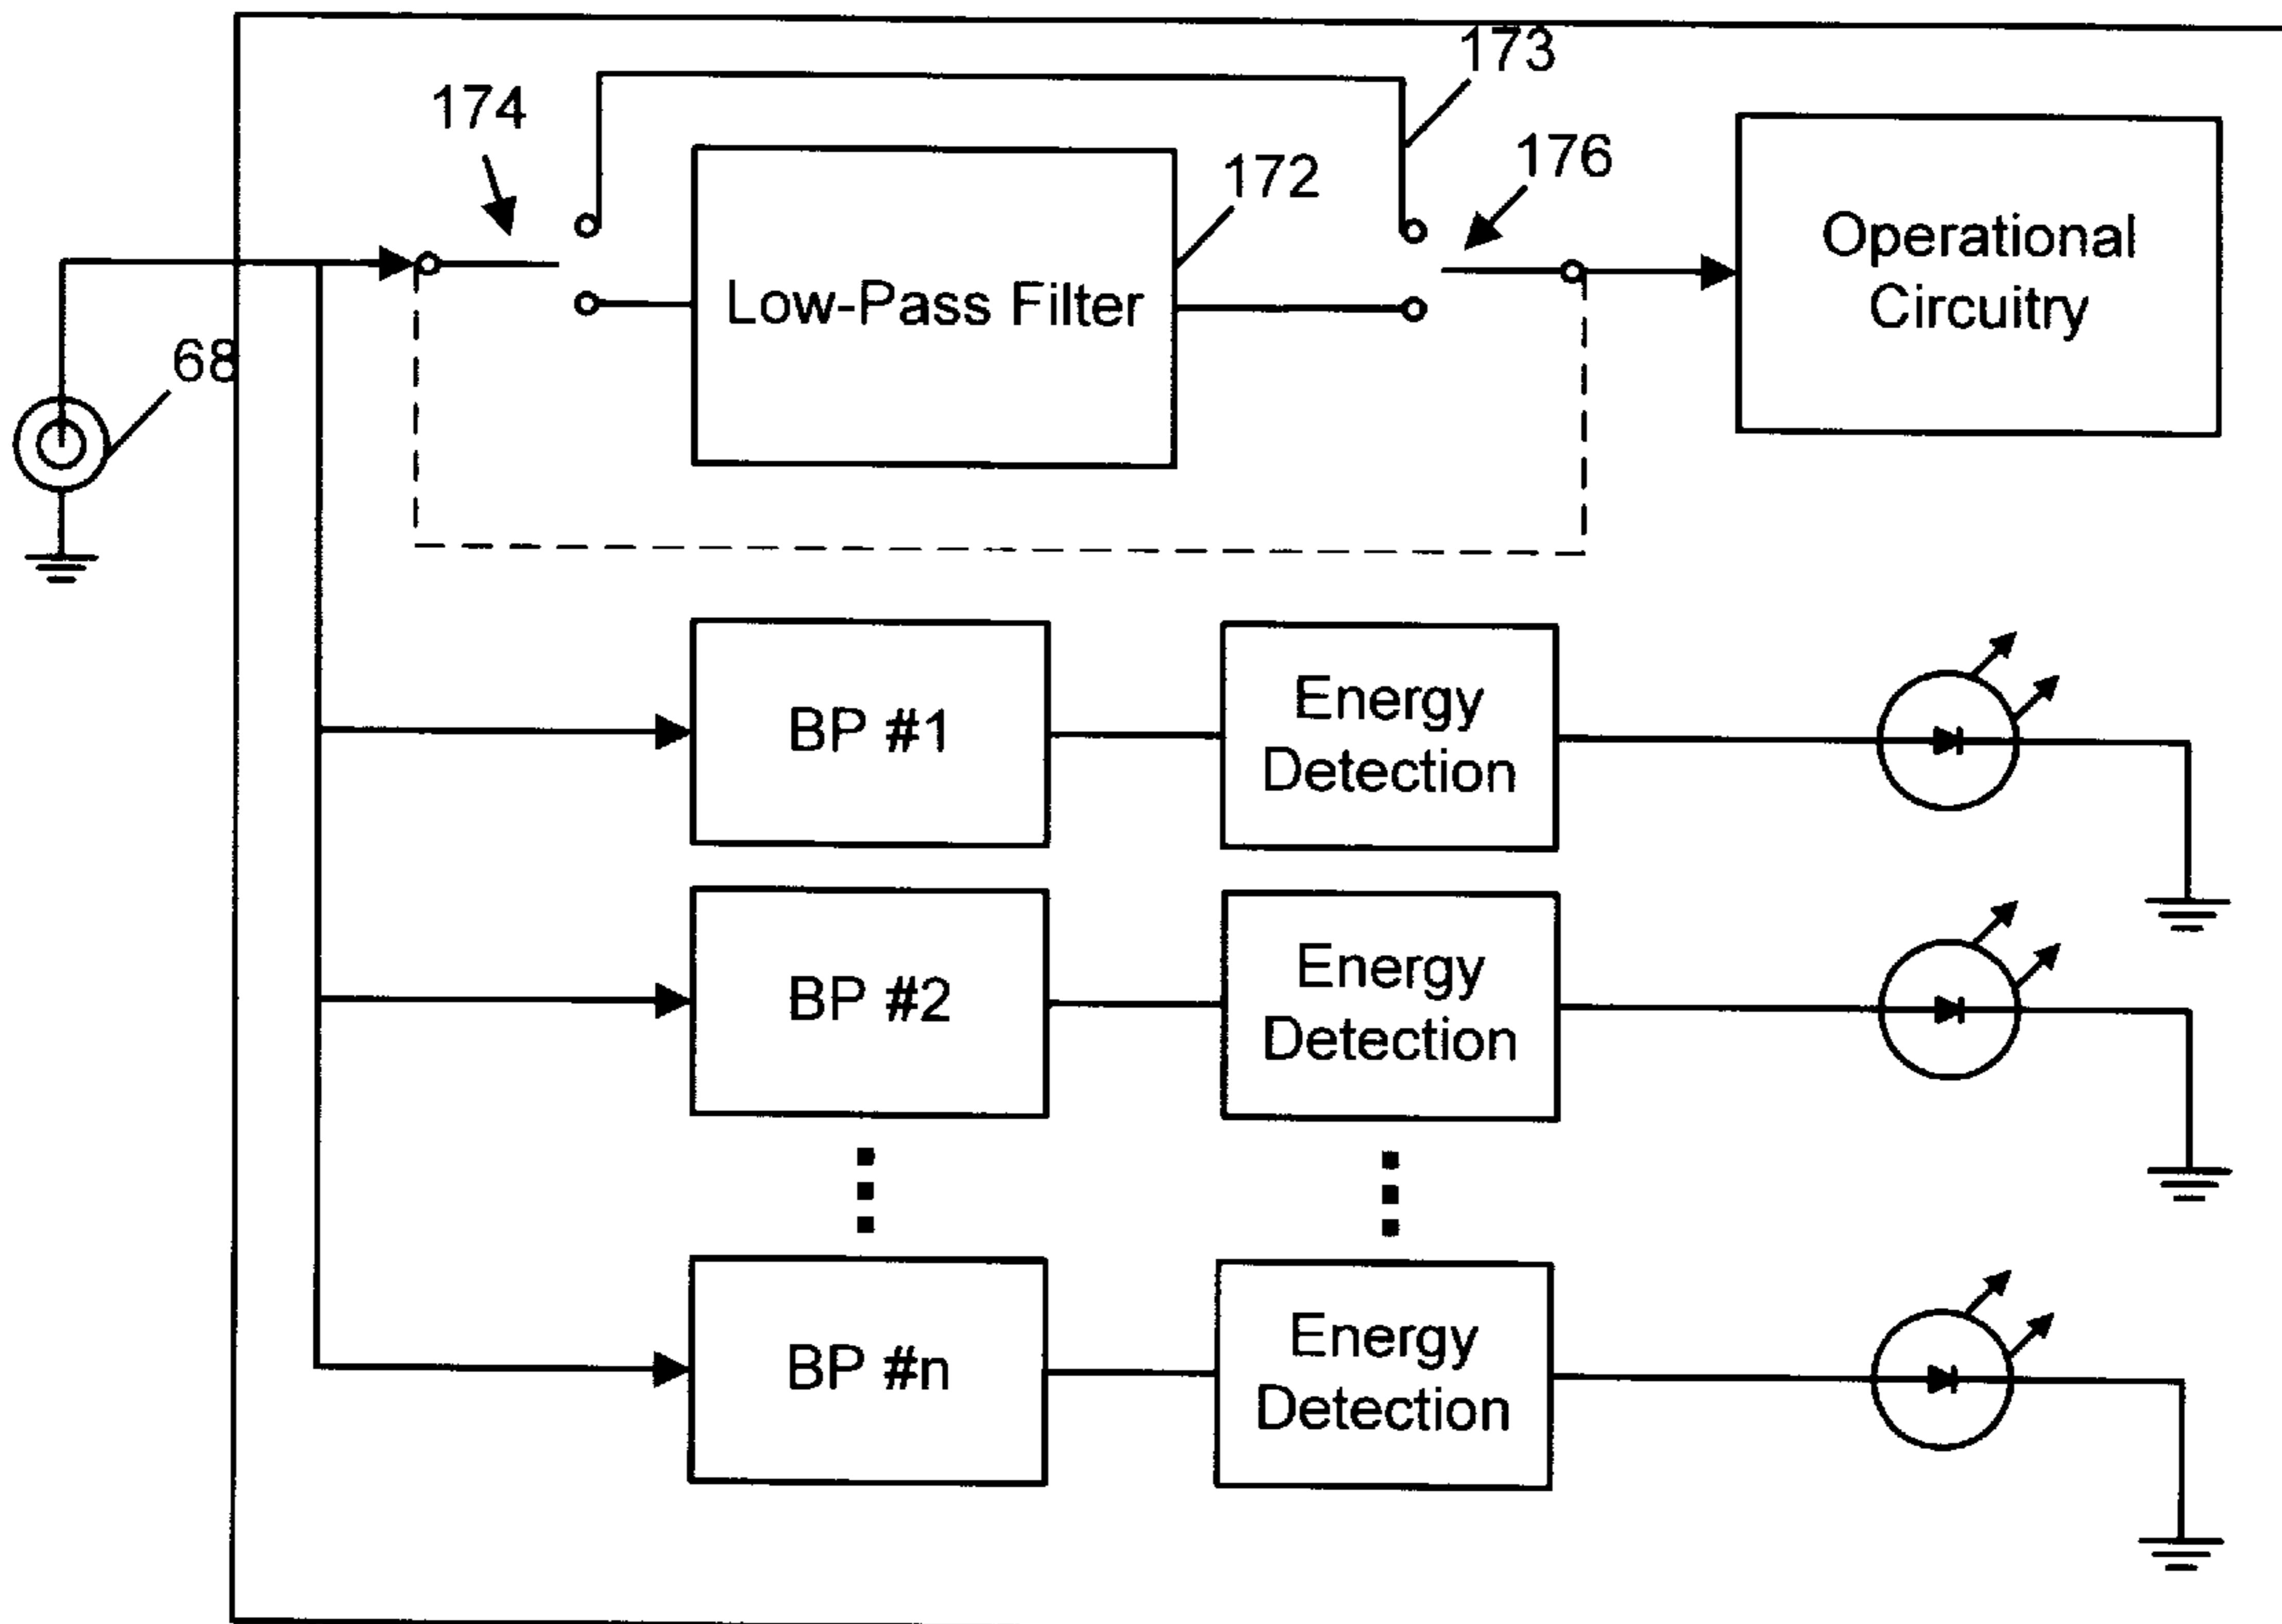 173
174
176
172
Operational
Circuitry
Low-Pass Filter
68
BP #1
Energy
Detection
BP #2
Energy
Detection
BP #n
Energy
Detection